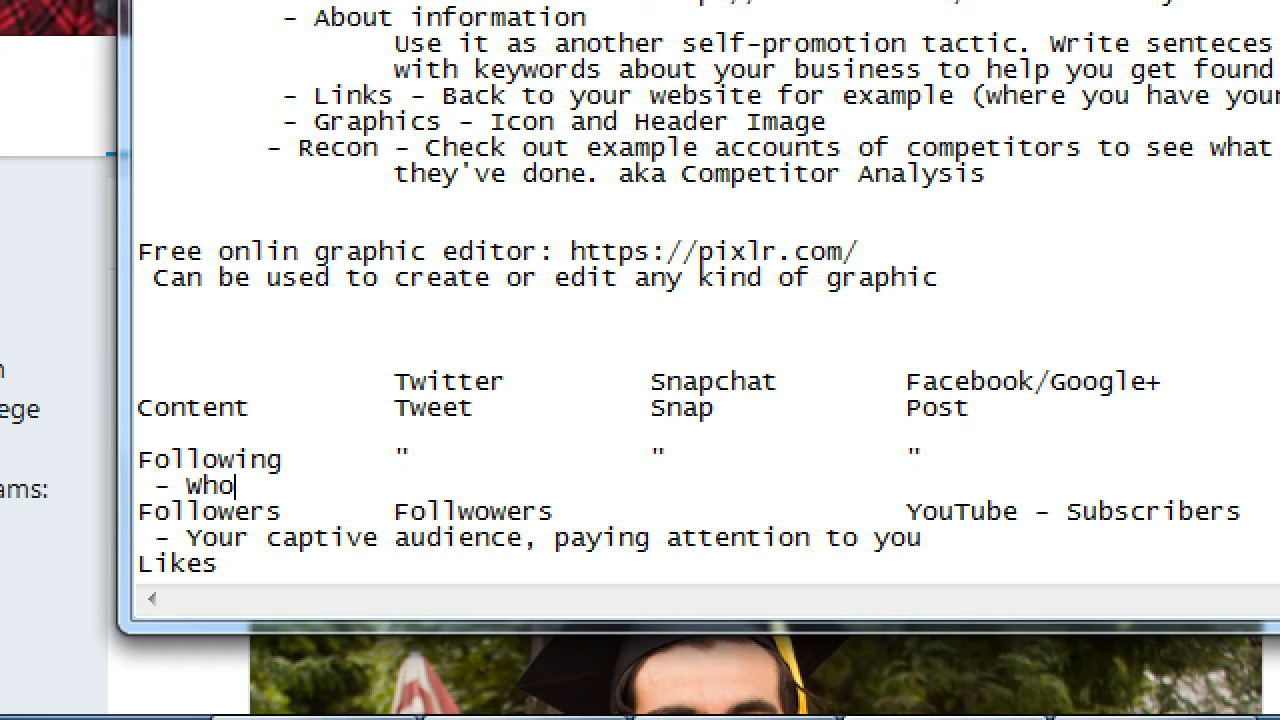 - About information
Use it as another self-promotion tactic. Write senteces
with keywords about your business to help you get found
- Links - Back to your website for example (where you have your
- Graphics - Icon and Header Image
- Recon - Check out example accounts of competitors to see what
they've done. aka Competitor Analysis
Free onlin graphic editor: https://pixlr.com/
Can be used to create or edit any kind of graphic
Twitter Snapchat Facebook/Google+
Content Tweet Snap Post
Following " " "
- Who
Followers Follwowers YouTube - Subscribers
- Your captive audience, paying attention to you
Likes
ege
ams: